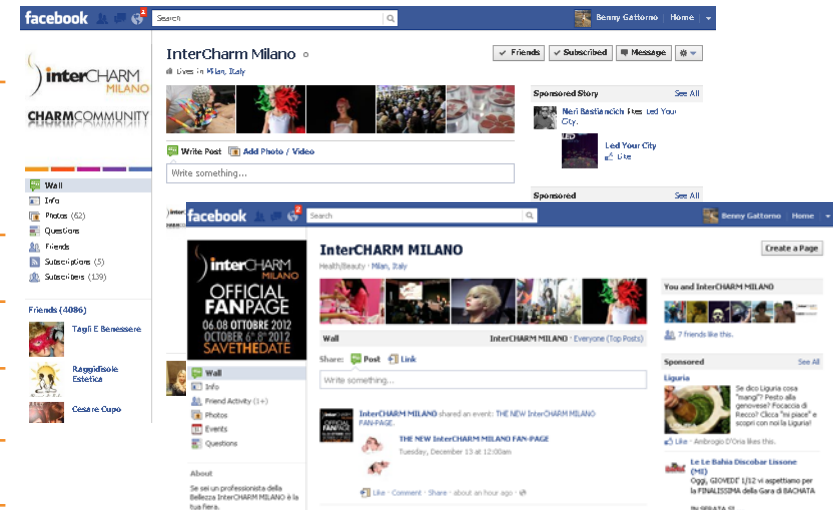 facebook
2
Search
Benny Gattorno
Home
interCHARM
MILANO
CHARMCOMMUNITY
InterCharm Milano
Lives in Milan, Italy
Friends
Subscribed
Message
Write Post
Add Photo / Video
Write something...
Sponsored Story
See All
Neri Bastiancich likes Led Your
City.
Led Your City
Like
Sponsored
See All
Wall
Info
Photos (62)
Questions
Friends
Subscriptions (5)
Subscribers (139)
Friends (4086)
Tagli E Benessere
Raggidisole
Estetica
Cesare Cupo
facebook
2
Search
Benny Gattorno
Home
interCHARM
MILANO
OFFICIAL
FANPAGE
06.08 OTTOBRE 2012
OCTOBER 6th.8th 2012
SAVETHEDATE
InterCHARM MILANO
Health/Beauty · Milan, Italy
Create a Page
Wall
InterCHARM MILANO · Everyone (Top Posts)
Share:
Post
Link
Write something...
InterCHARM MILANO shared an event: THE NEW InterCHARM MILANO
FAN-PAGE.
THE NEW InterCHARM MILANO FAN-PAGE
Tuesday, December 13 at 12:00am
Like · Comment · Share · about an hour ago
Wall
Info
Friend Activity (1+)
Photos
Events
Questions
About
Se sei un professionista della
Bellezza InterCHARM MILANO è la
tua fiera.
You and InterCHARM MILANO
7 friends like this.
Sponsored
See All
Liguria
Se dico Liguria cosa
"mangi"? Pesto alla
genovese? Focaccia di
Recco? Clicca "mi piace" e
scopri con noi la Liguria!
Like · Ambrogio D'Oria likes this.
Le Le Bahia Discobar Lissone
(MI)
Oggi, GIOVEDI' 1/12 vi aspettiamo per
la FINALISSIMA della Gara di BACHATA